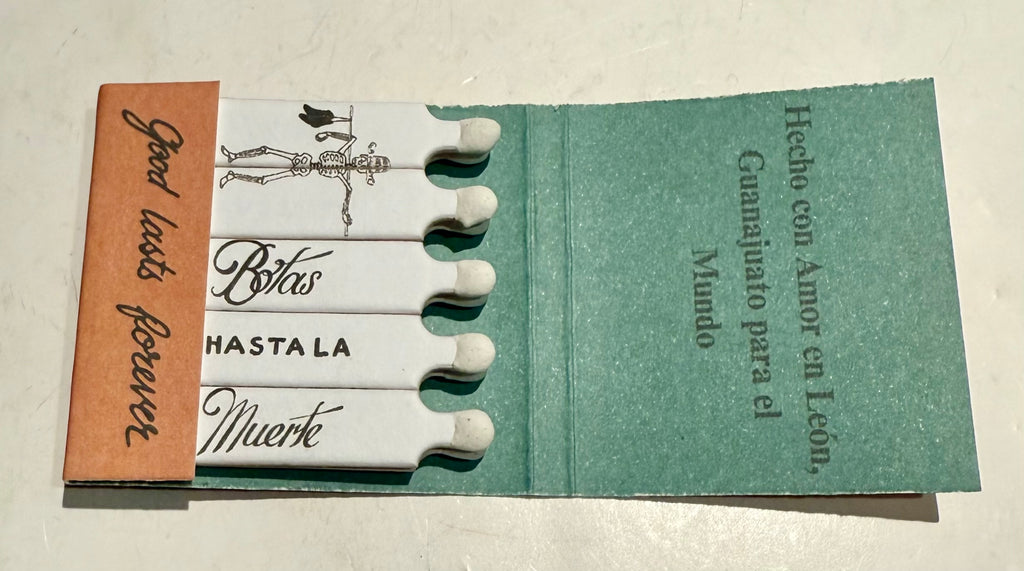 Good lasts forever
Botas
HASTA LA
Muerte
Hecho con Amor en León,
Guanajuato para el
Mundo